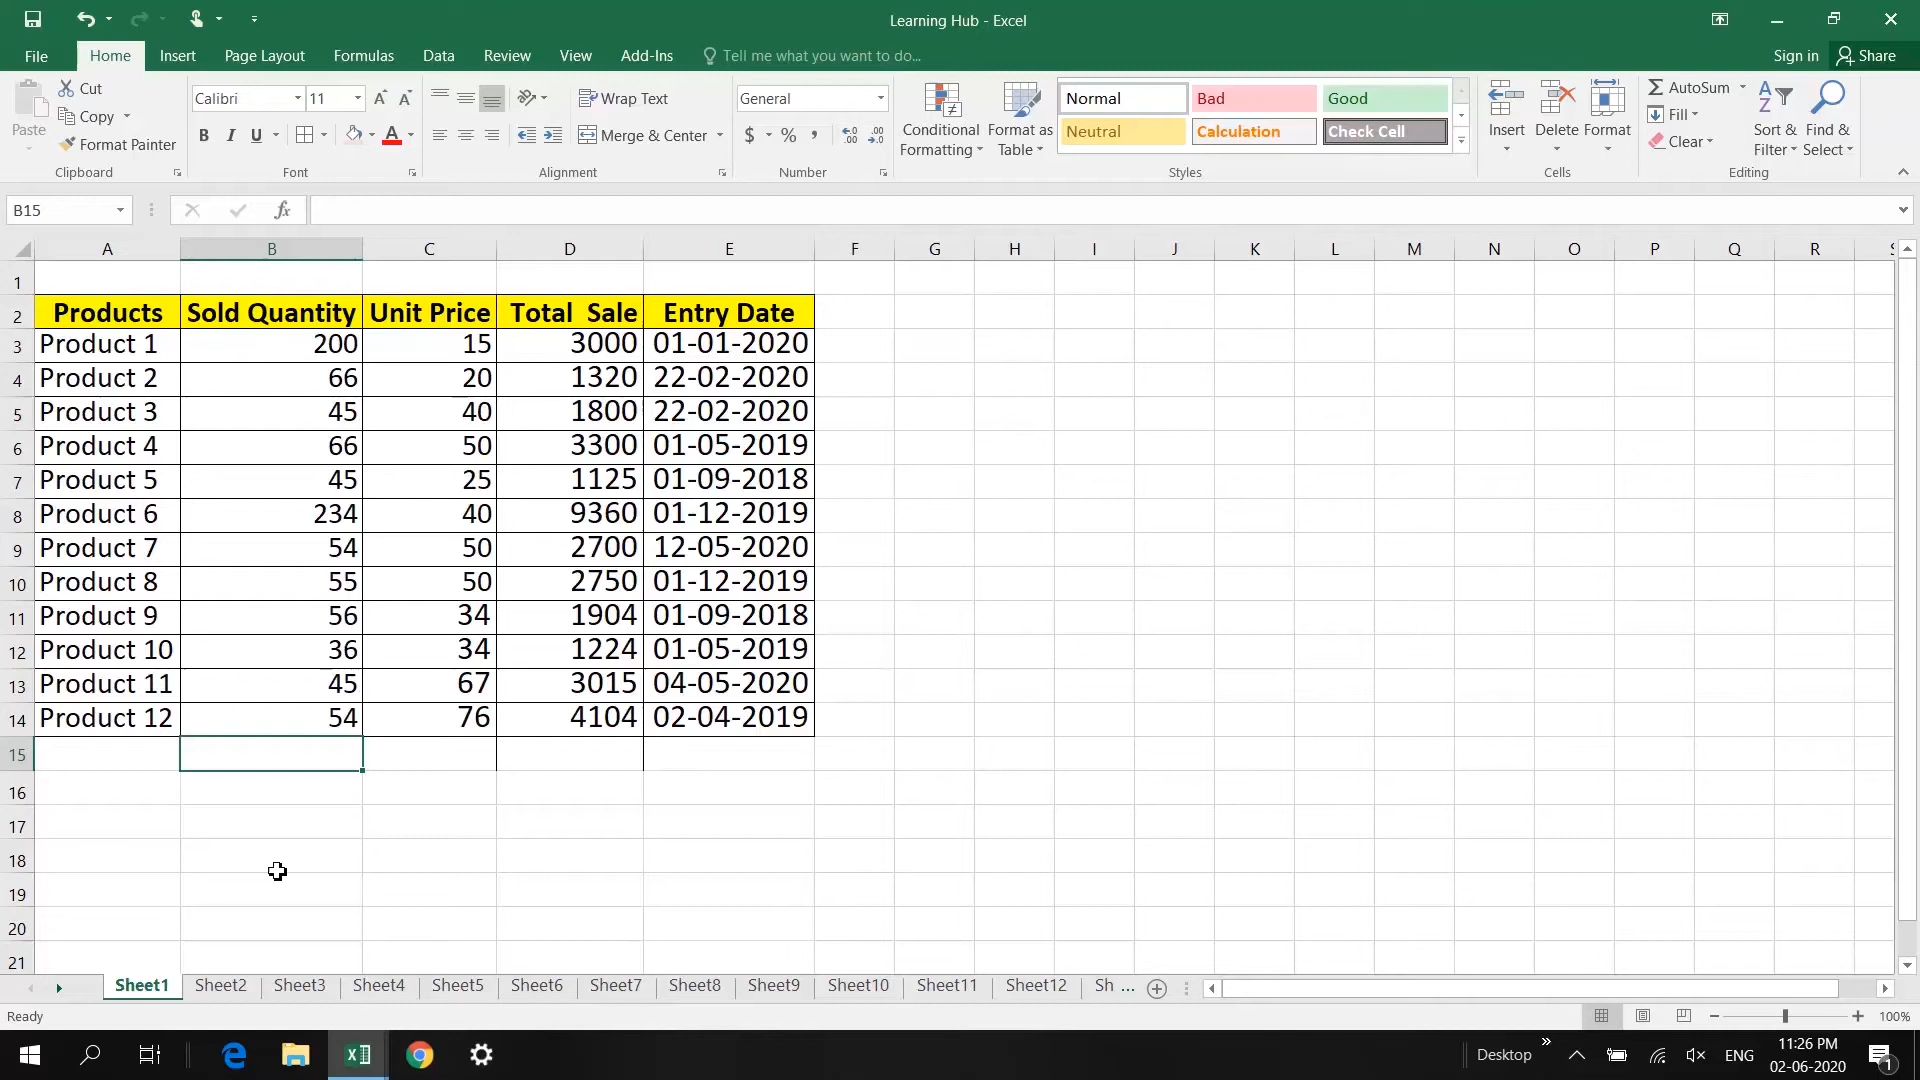 Learning Hub - Excel
File Home Insert Page Layout Formulas Data Review View Add-Ins Tell me what you want to do... Sign in Share
Paste
Cut
Copy
Format Painter
Clipboard
Calibri 11 A A
B I U A
Font
Wrap Text
Merge & Center
Alignment
General
$ % , .0 .00 .00 .0
Number
Conditional Formatting
Format as Table
Normal Bad Good
Neutral Calculation Check Cell
Styles
Insert Delete Format
Cells
AutoSum
Fill
Clear
Sort & Filter
Find & Select
Editing
B15 fx
A B C D E F G H I J K L M N O P Q R
1
2 Products Sold Quantity Unit Price Total Sale Entry Date
3 Product 1 200 15 3000 01-01-2020
4 Product 2 66 20 1320 22-02-2020
5 Product 3 45 40 1800 22-02-2020
6 Product 4 66 50 3300 01-05-2019
7 Product 5 45 25 1125 01-09-2018
8 Product 6 234 40 9360 01-12-2019
9 Product 7 54 50 2700 12-05-2020
10 Product 8 55 50 2750 01-12-2019
11 Product 9 56 34 1904 01-09-2018
12 Product 10 36 34 1224 01-05-2019
13 Product 11 45 67 3015 04-05-2020
14 Product 12 54 76 4104 02-04-2019
15
16
17
18
19
20
21
Sheet1 Sheet2 Sheet3 Sheet4 Sheet5 Sheet6 Sheet7 Sheet8 Sheet9 Sheet10 Sheet11 Sheet12 Sh ...
Ready 100%
Desktop ENG 11:26 PM 1
02-06-2020